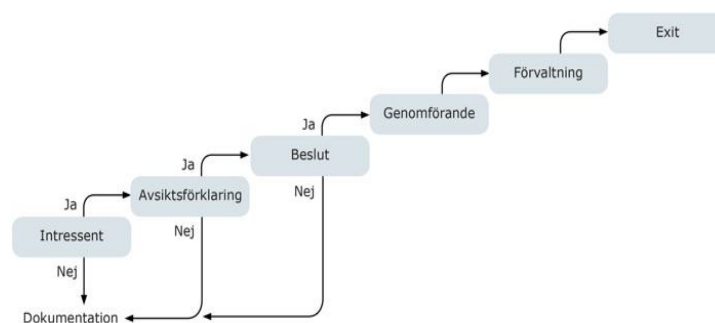 Exit
Förvaltning
Genomförande
Ja
Beslut
Nej
Ja
Avsiktsförklaring
Nej
Ja
Intressent
Nej
Dokumentation